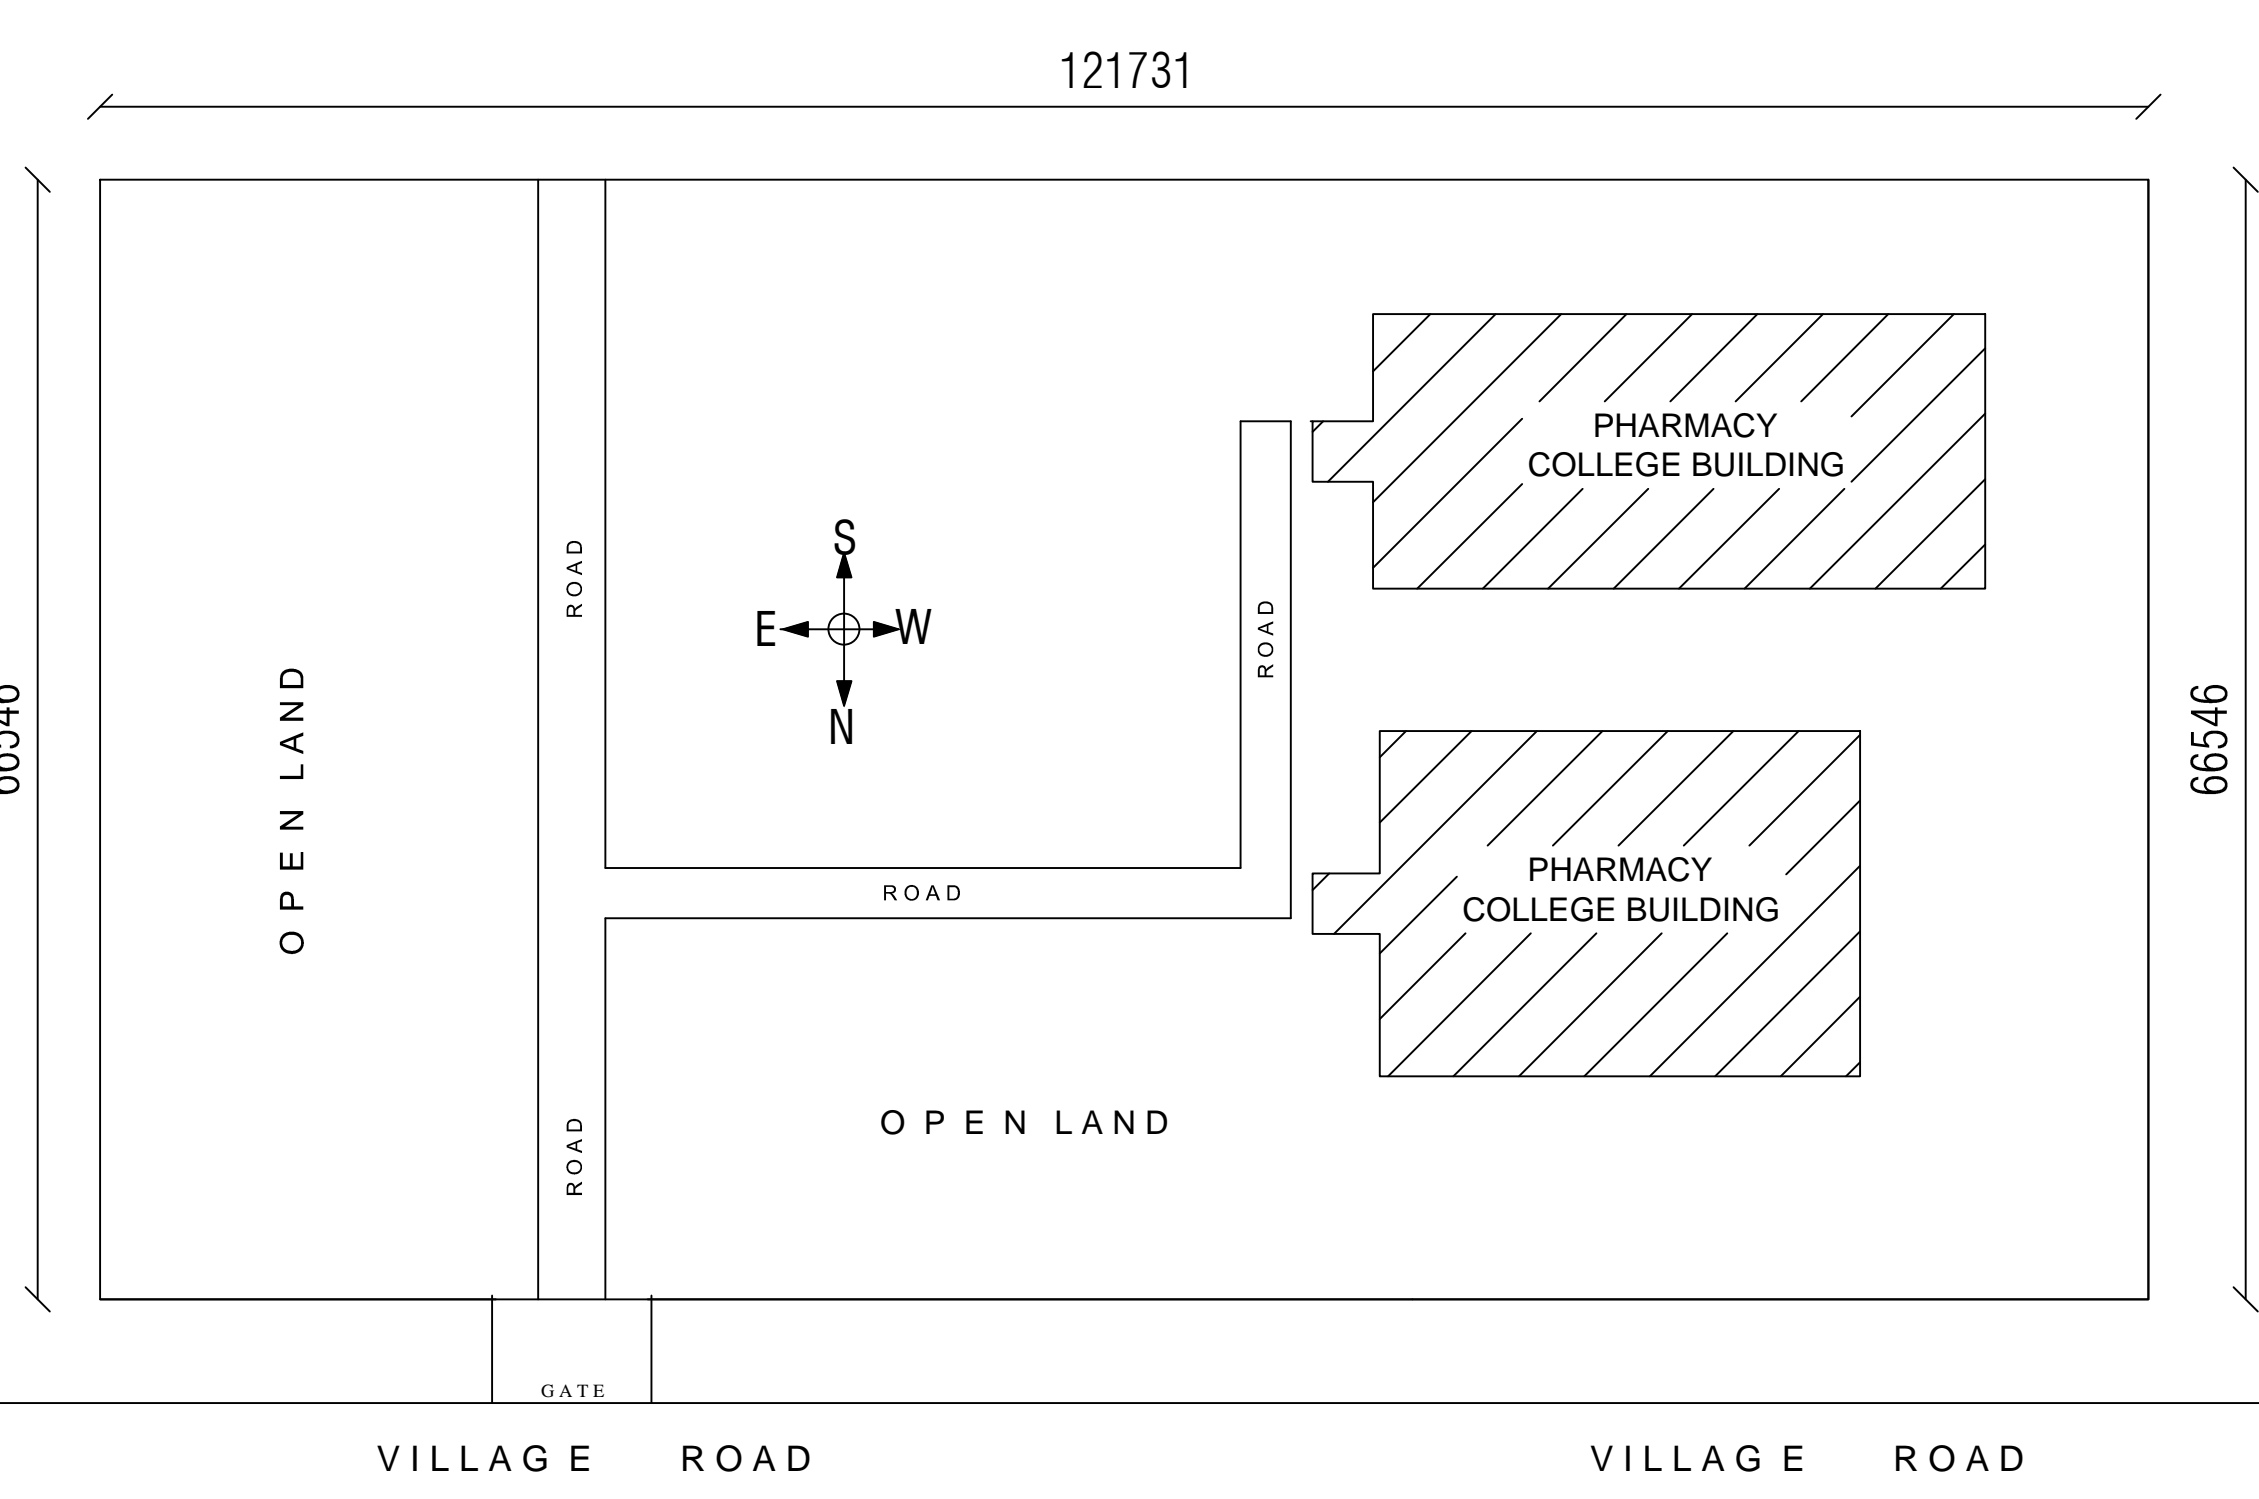 121731
PHARMACY
COLLEGE BUILDING
ROAD
S
E W
N
ROAD
OPEN LAND
66546
66546
PHARMACY
COLLEGE BUILDING
ROAD
OPEN LAND
ROAD
GATE
VILLAGE ROAD
VILLAGE ROAD